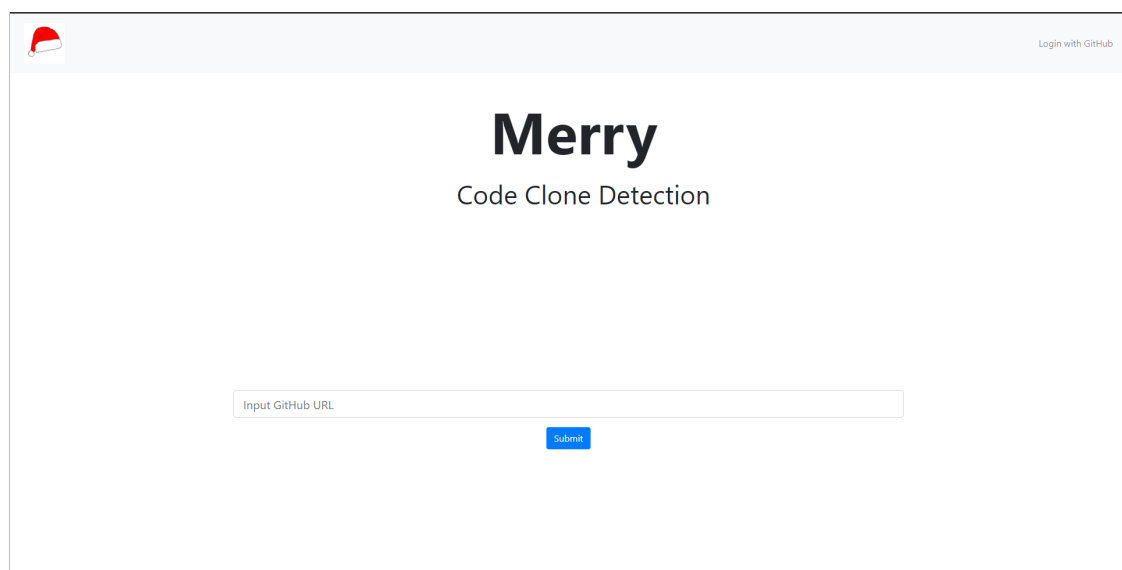 Login with GitHub
Merry
Code Clone Detection
Input GitHub URL
Submit